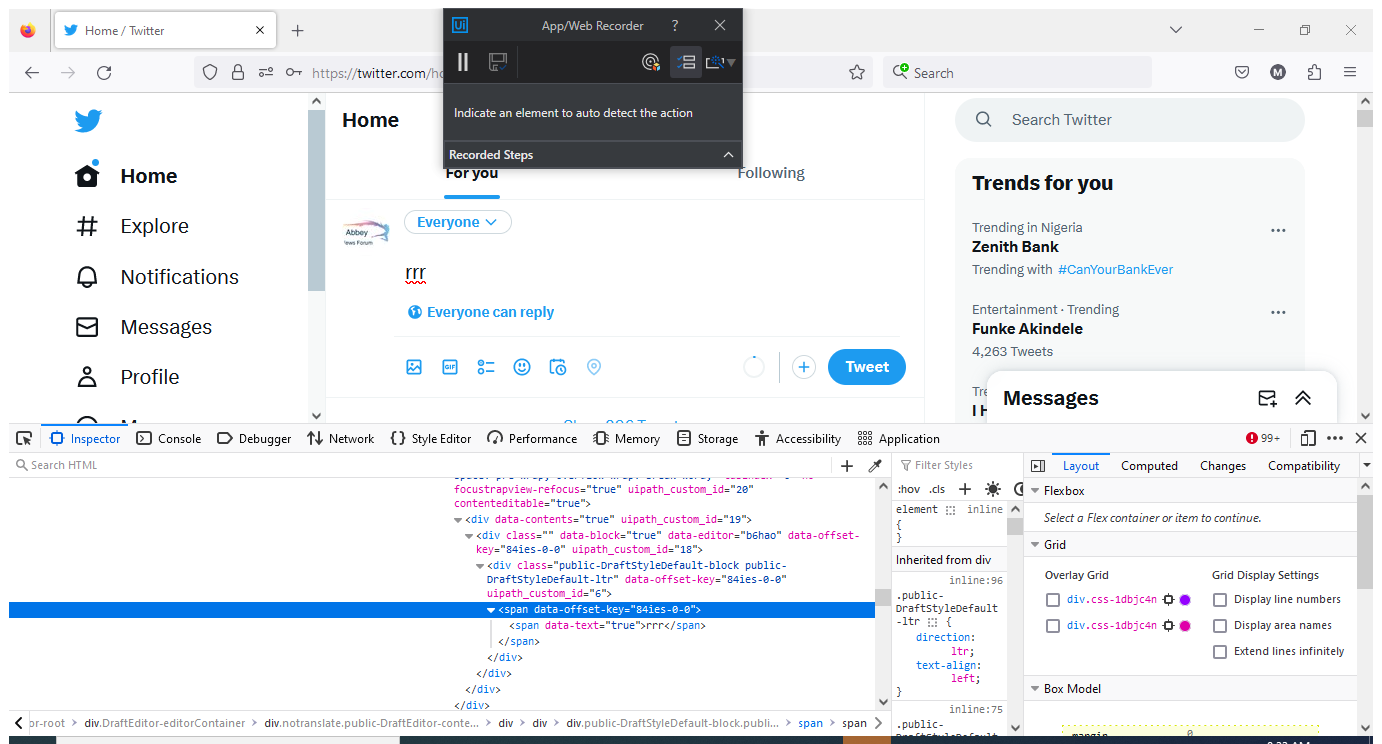 Home / Twitter
Ui App/Web Recorder ?
https://twitter.com/ho
Search
M
Indicate an element to auto detect the action
Recorded Steps
Home
Explore
Notifications
Messages
Profile
Home
For you
Following
Abbey
News Forum
Everyone
rrr
Everyone can reply
GIF
Tweet
Search Twitter
Trends for you
Trending in Nigeria
Zenith Bank
Trending with #CanYourBankEver
Entertainment · Trending
Funke Akindele
4,263 Tweets
Messages
Inspector Console Debugger Network Style Editor Performance Memory Storage Accessibility Application 99+
Search HTML
focustrapview-refocus="true" uipath_custom_id="20"
contenteditable="true">
<div data-contents="true" uipath_custom_id="19">
<div class="" data-block="true" data-editor="b6hao" data-offset-
key="84ies-0-0" uipath_custom_id="18">
<div class="public-DraftStyleDefault-block public-
DraftStyleDefault-ltr" data-offset-key="84ies-0-0"
uipath_custom_id="6">
<span data-offset-key="84ies-0-0">
<span data-text="true">rrr</span>
</span>
</div>
</div>
</div>
</div>
or-root > div.DraftEditor-editorContainer > div.notranslate.public-DraftEditor-conte... > div > div > div.public-DraftStyleDefault-block.publi... > span > span
Filter Styles
:hov .cls
element inline
{
}
Inherited from div
inline:96
.public-
DraftStyleDefault
-ltr {
direction:
ltr;
text-align:
left;
}
inline:75
.public-
Layout Computed Changes Compatibility
Flexbox
Select a Flex container or item to continue.
Grid
Overlay Grid
div.css-1dbjc4n
div.css-1dbjc4n
Grid Display Settings
Display line numbers
Display area names
Extend lines infinitely
Box Model
margin 0